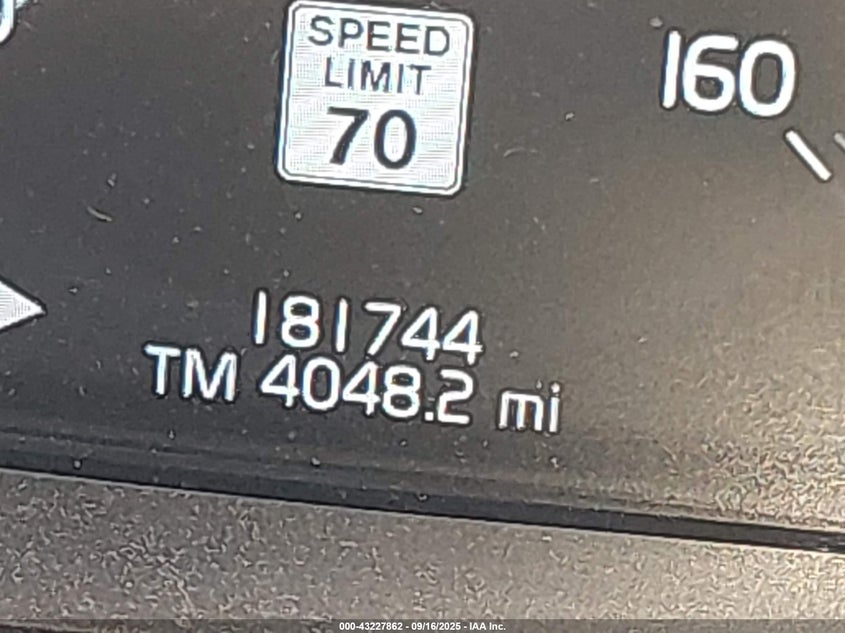 SPEED
LIMIT
70
160
181744
TM 4048.2 mi
000-43227862 - 09/16/2025 - IAA Inc.